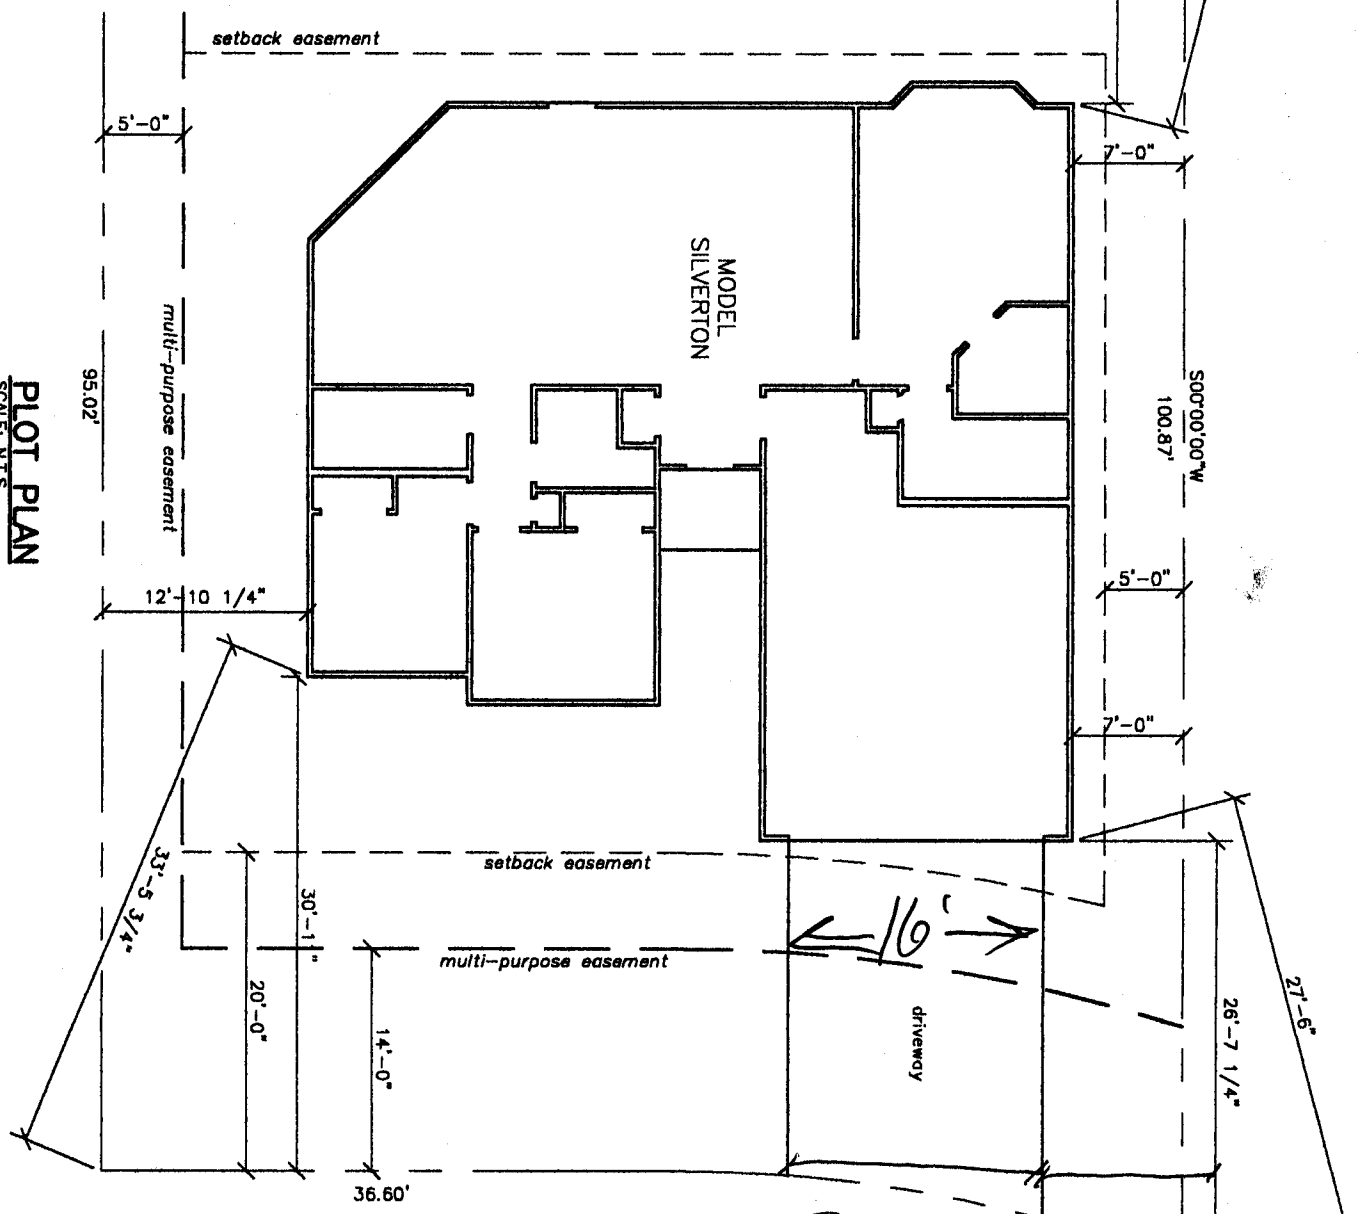 setback easement
5'-0"
7'-0"
MODEL
SILVERTON
S00°00'00"W
100.87'
multi-purpose easement
95.02'
PLOT PLAN
SCALE: N.T.S.
5'-0"
12'-10 1/4"
7'-0"
setback easement
33'-5 3/4"
30'-1"
16'
multi-purpose easement
20'-0"
14'-0"
driveway
26'-7 1/4"
27'-6"
36.60'